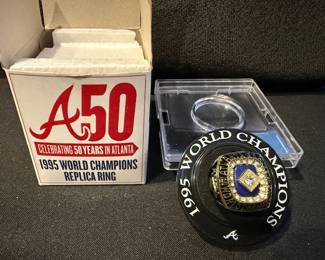 A50
CELEBRATING 50 YEARS IN ATLANTA
1995 WORLD CHAMPIONS
REPLICA RING
1995 WORLD CHAMPIONS
A